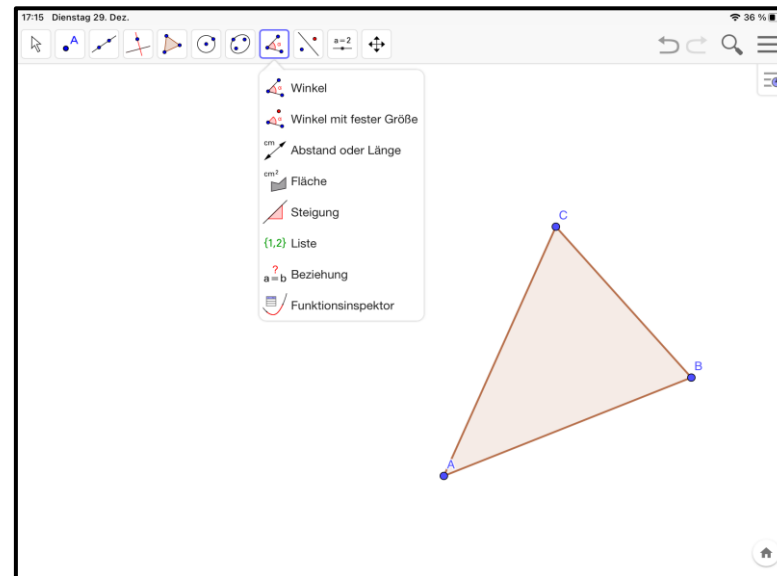 17:15 Dienstag 29. Dez.
36 %
A
a=2
Winkel
Winkel mit fester Größe
cm Abstand oder Länge
cm² Fläche
Steigung
{1,2} Liste
a=b ? Beziehung
Funktionsinspektor
C
B
A